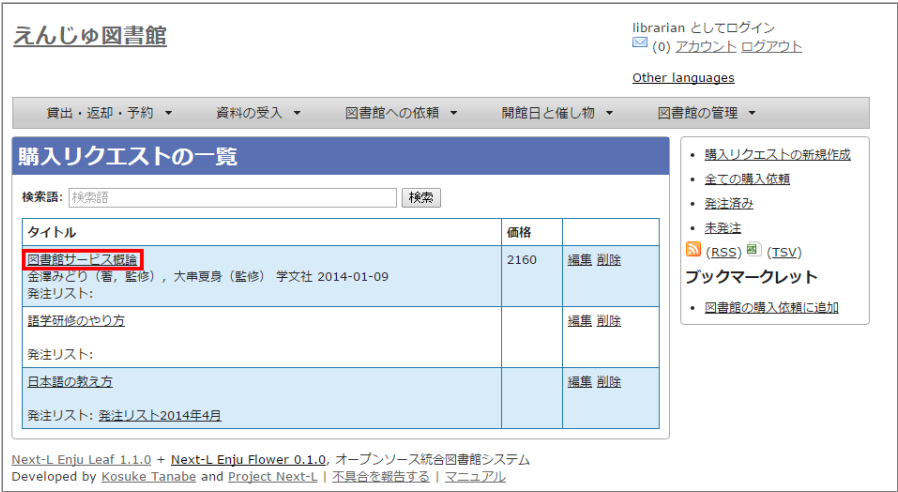 えんじゅ図書館
librarian としてログイン
(0) アカウント ログアウト
Other languages
貸出・返却・予約 ▼ 資料の受入 ▼ 図書館への依頼 ▼ 開館日と催し物 ▼ 図書館の管理 ▼
購入リクエストの一覧
検索語: 検索語 検索
タイトル 価格
図書館サービス概論 2160 編集 削除
金澤みどり（著, 監修）, 大串夏身（監修） 学文社 2014-01-09
発注リスト:
語学研修のやり方 編集 削除
発注リスト:
日本語の教え方 編集 削除
発注リスト: 発注リスト2014年4月
• 購入リクエストの新規作成
• 全ての購入依頼
• 発注済み
• 未発注
(RSS) (TSV)
ブックマークレット
• 図書館の購入依頼に追加
Next-L Enju Leaf 1.1.0 + Next-L Enju Flower 0.1.0, オープンソース統合図書館システム
Developed by Kosuke Tanabe and Project Next-L | 不具合を報告する | マニュアル